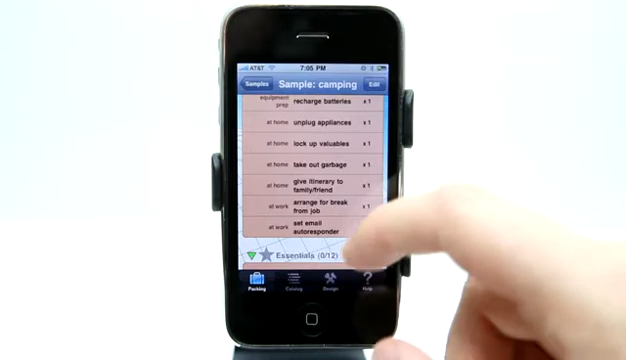 AT&T 7:05 PM
Samples Sample: camping Edit
equipment prep recharge batteries x 1
at home unplug appliances x 1
at home lock up valuables x 1
at home take out garbage x 1
at home give itinerary to family/friend x 1
at work arrange for break from job x 1
at work set email autoresponder
Essentials (0/12)
Packing Catalog Design Help